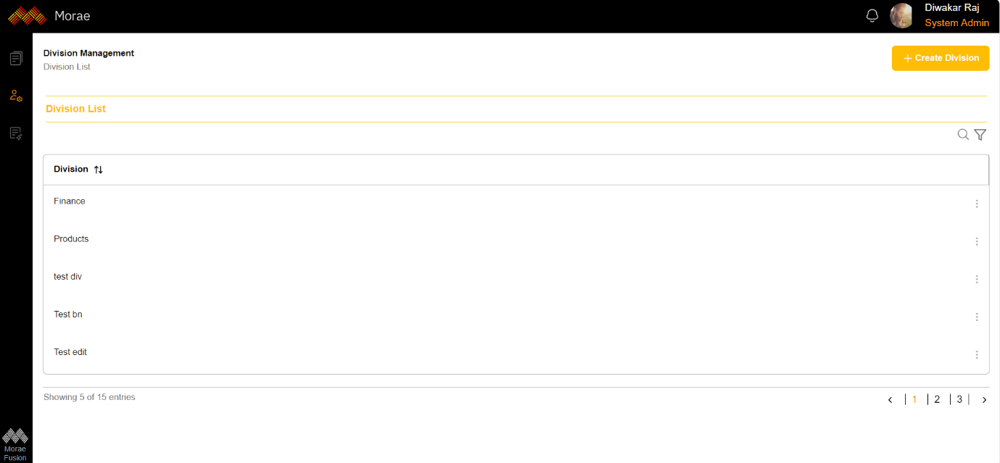 Morae
Diwakar Raj
System Admin
Division Management
Division List
+ Create Division
Division List
Division
Finance
Products
test div
Test bn
Test edit
Showing 5 of 15 entries
‹ | 1 | 2 | 3 | ›
Morae
Fusion